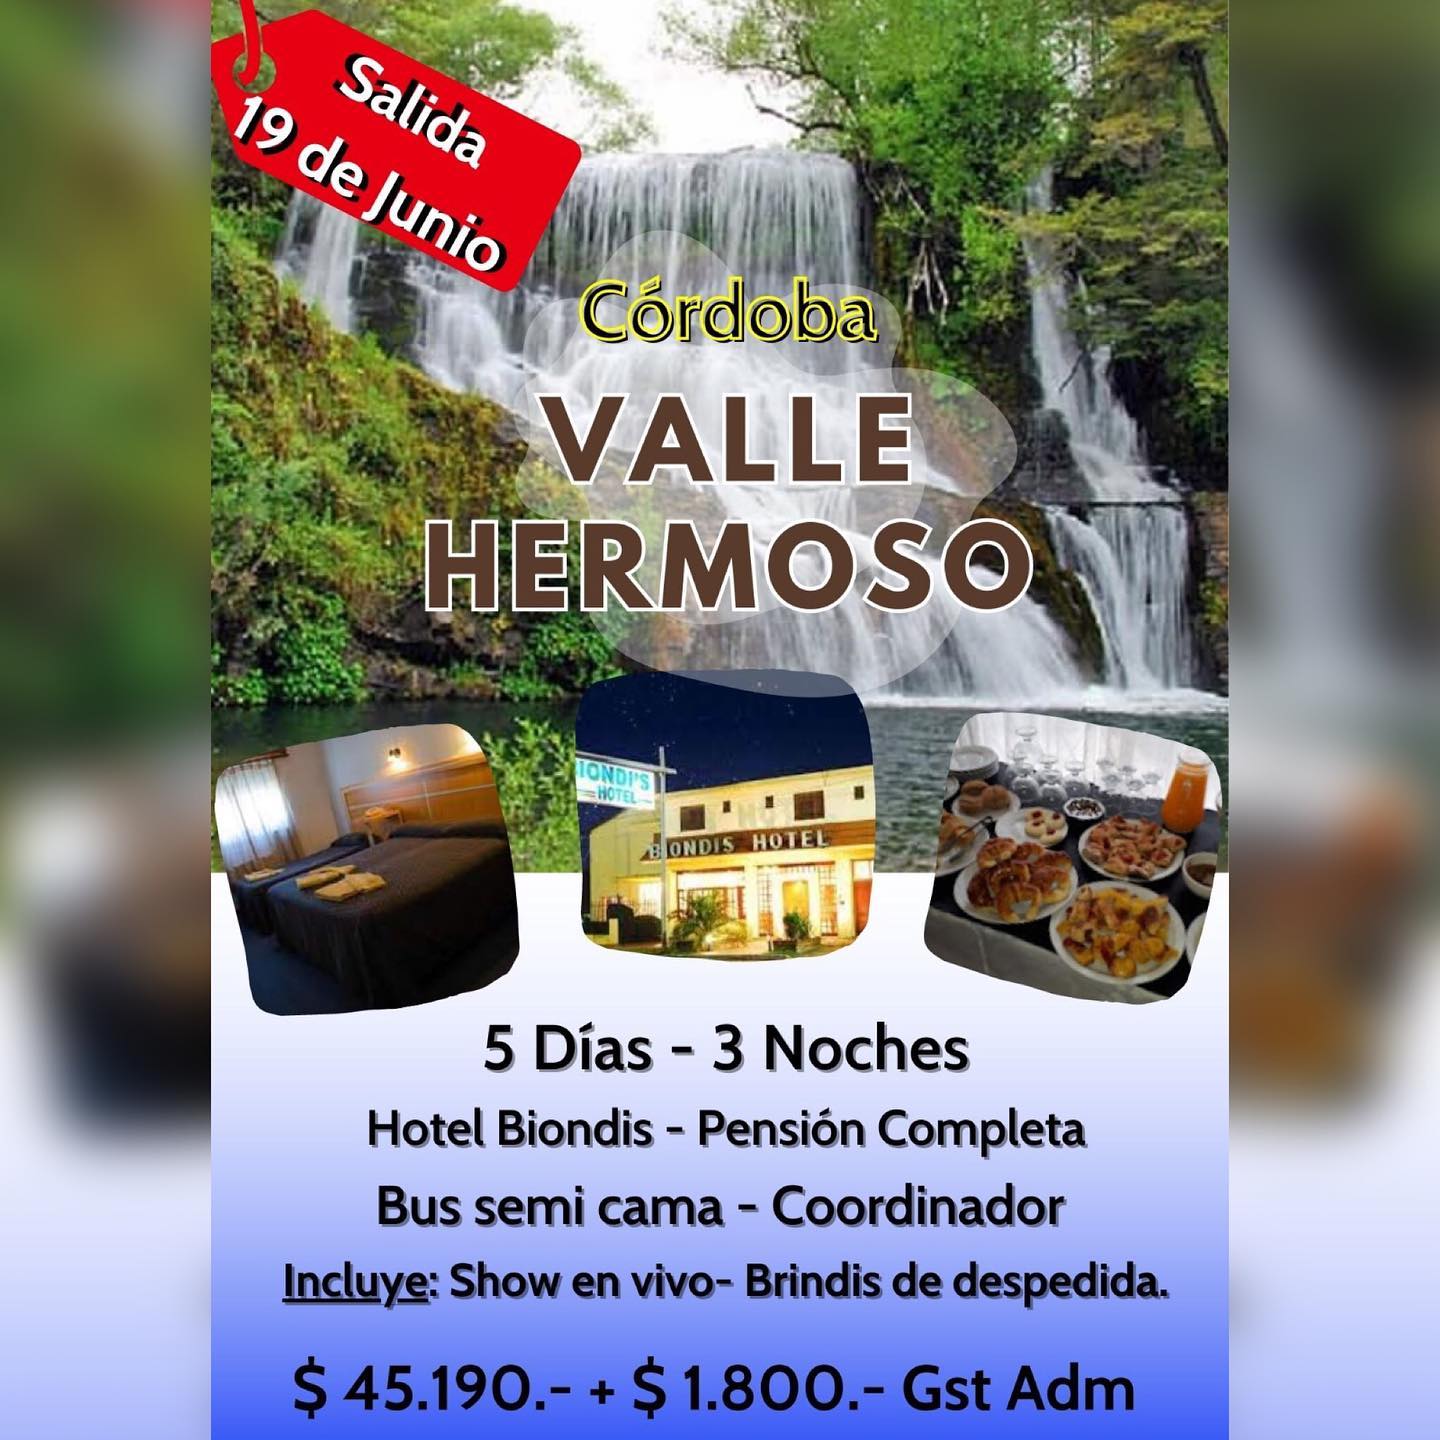 Salida
19 de Junio
Córdoba
VALLE
HERMOSO
IONDI'S
HOTEL
BIONDIS HOTEL
5 Días - 3 Noches
Hotel Biondis - Pensión Completa
Bus semi cama - Coordinador
Incluye: Show en vivo- Brindis de despedida.
$ 45.190.- + $ 1.800.- Gst Adm